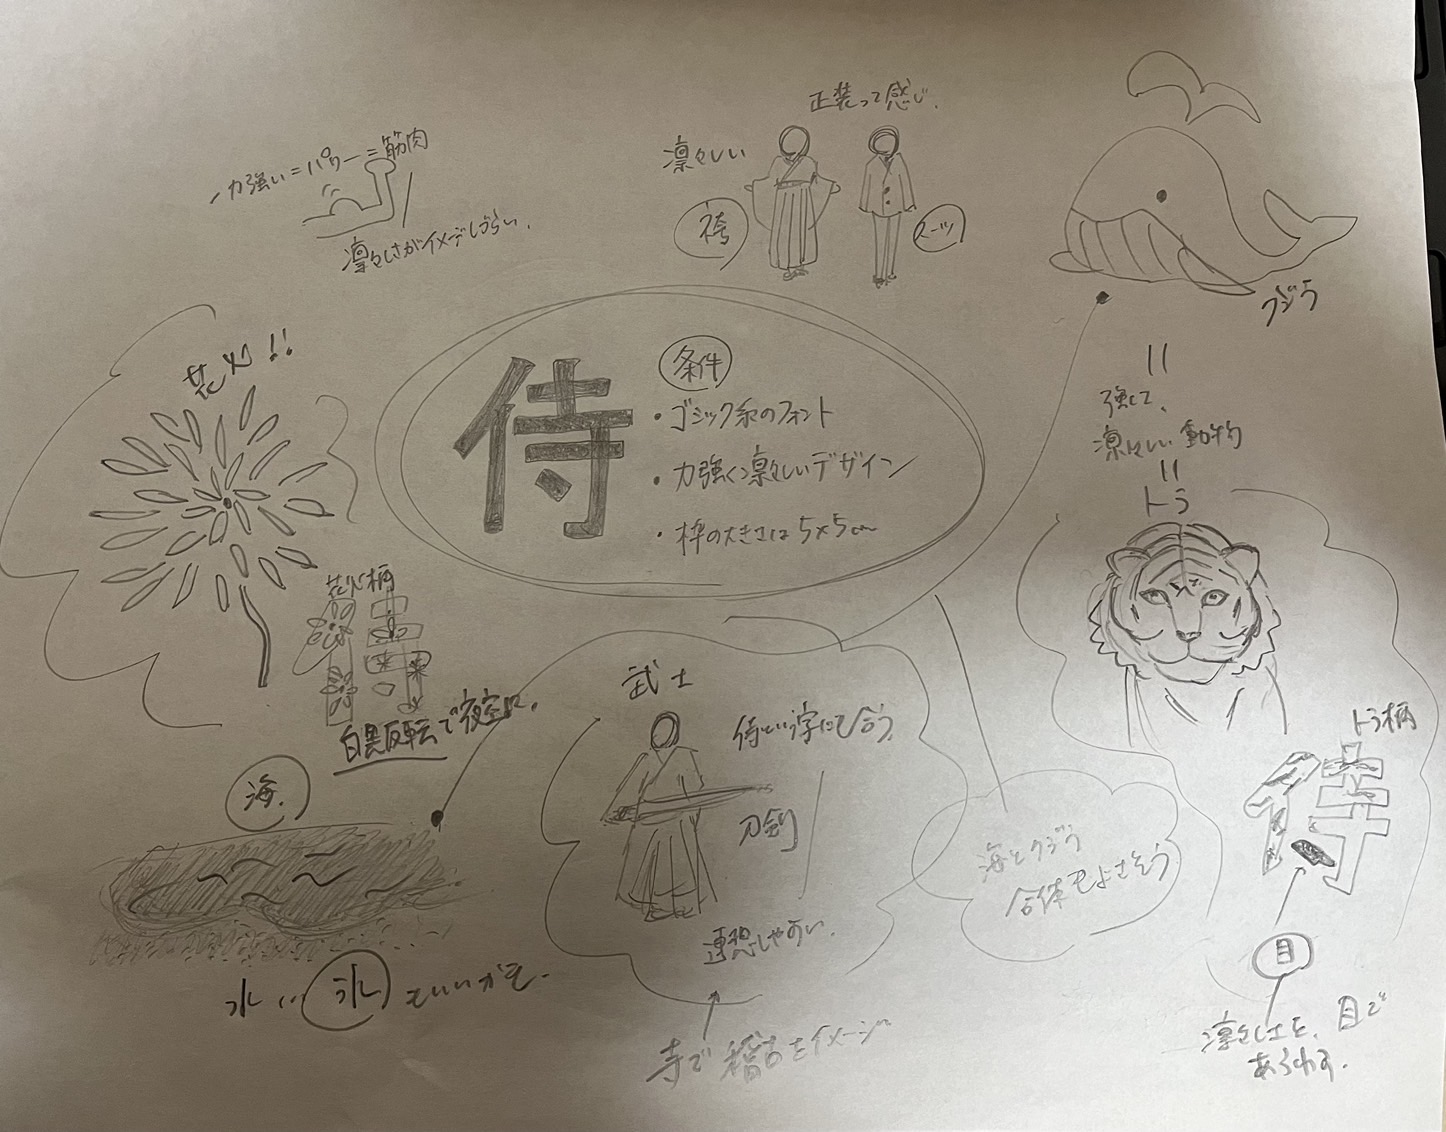 力強い=パワー=筋肉
凛々しさがイメージしづらい.
正装って感じ.
凛々しい
袴
スーツ
クジラ
=
強くて、
凛々しい動物
=
トラ
侍
条件
・ゴシック系のフォント
・力強く凛々しいデザイン
・枠の大きさは5×5cm
花火!!
花火柄
侍
白黒反転で夜空に.
海.
水…氷もいいかも.
武士
侍という字にも合う.
刀剣
連想しやすい.
寺で稽古をイメージ
海とクジラ
合体もよさそう
トラ柄
侍
目
凛々しさを、目で
あらわす.